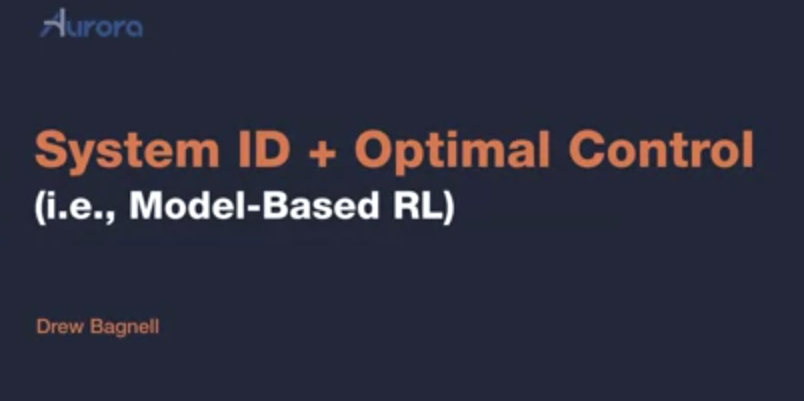 Aurora
System ID + Optimal Control
(i.e., Model-Based RL)
Drew Bagnell